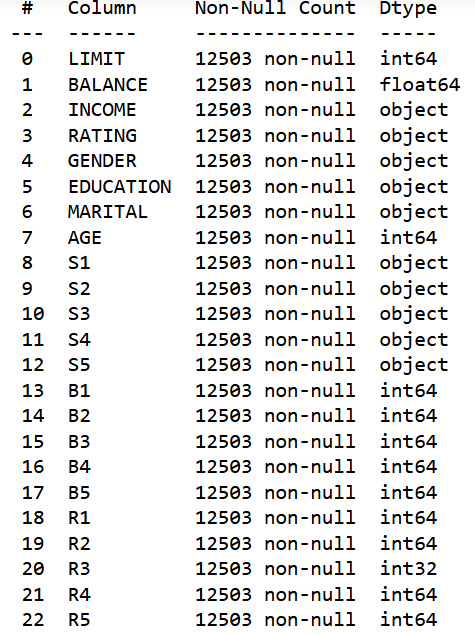 #   Column     Non-Null Count  Dtype
--- ------     --------------  -----
0   LIMIT      12503 non-null  int64
1   BALANCE    12503 non-null  float64
2   INCOME     12503 non-null  object
3   RATING     12503 non-null  object
4   GENDER     12503 non-null  object
5   EDUCATION  12503 non-null  object
6   MARITAL    12503 non-null  object
7   AGE        12503 non-null  int64
8   S1         12503 non-null  object
9   S2         12503 non-null  object
10  S3         12503 non-null  object
11  S4         12503 non-null  object
12  S5         12503 non-null  object
13  B1         12503 non-null  int64
14  B2         12503 non-null  int64
15  B3         12503 non-null  int64
16  B4         12503 non-null  int64
17  B5         12503 non-null  int64
18  R1         12503 non-null  int64
19  R2         12503 non-null  int64
20  R3         12503 non-null  int32
21  R4         12503 non-null  int64
22  R5         12503 non-null  int64